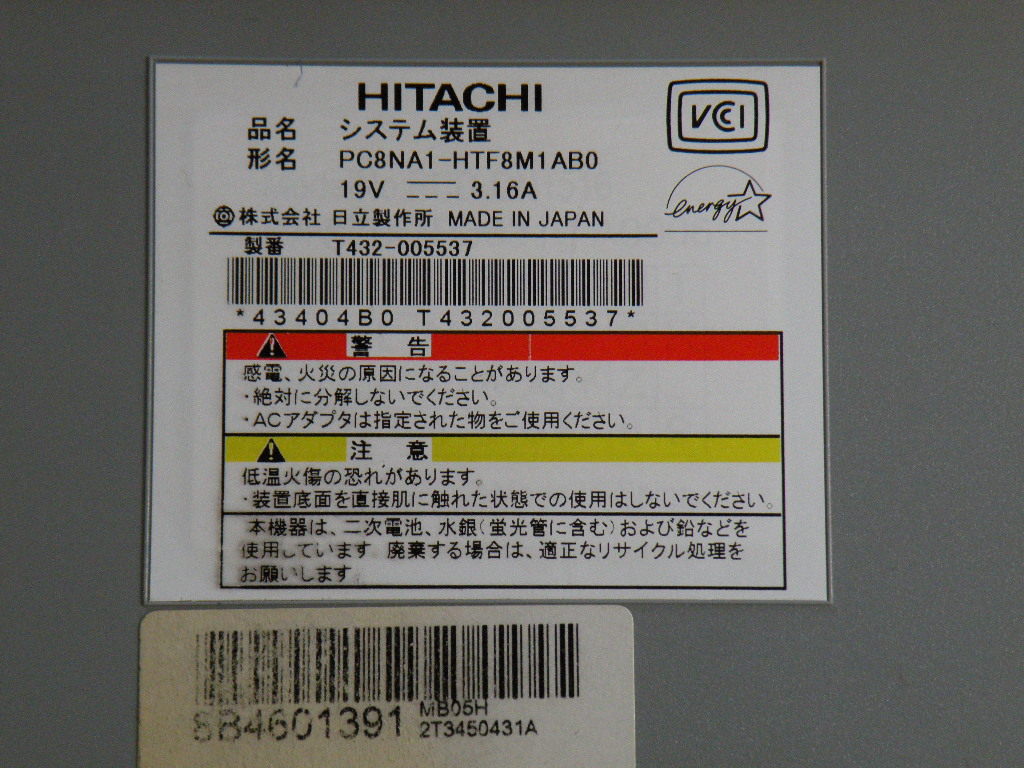 HITACHI
VCCI
品名 システム装置
形名 PC8NA1-HTF8M1AB0
19V 3.16A
energy
株式会社 日立製作所 MADE IN JAPAN
製番 T432-005537
*43404B0 T432005537*
警 告
感電、火災の原因になることがあります。
・絶対に分解しないでください。
・ACアダプタは指定された物をご使用ください。
注 意
低温火傷の恐れがあります。
・装置底面を直接肌に触れた状態での使用はしないでください。
本機器は、二次電池、水銀(蛍光管に含む)および鉛などを
使用しています。廃棄する場合は、適正なリサイクル処理を
お願いします。
8B4601391
MB05H
2T3450431A